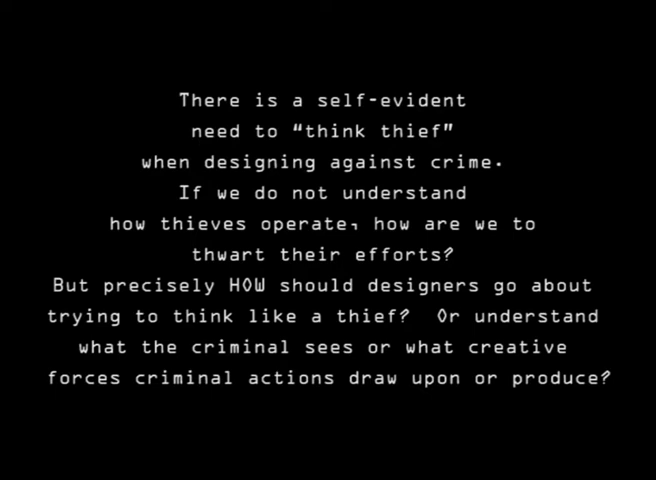 There is a self-evident
need to “think thief”
when designing against crime.
If we do not understand
how thieves operate, how are we to
thwart their efforts?
But precisely HOW should designers go about
trying to think like a thief? Or understand
what the criminal sees or what creative
forces criminal actions draw upon or produce?